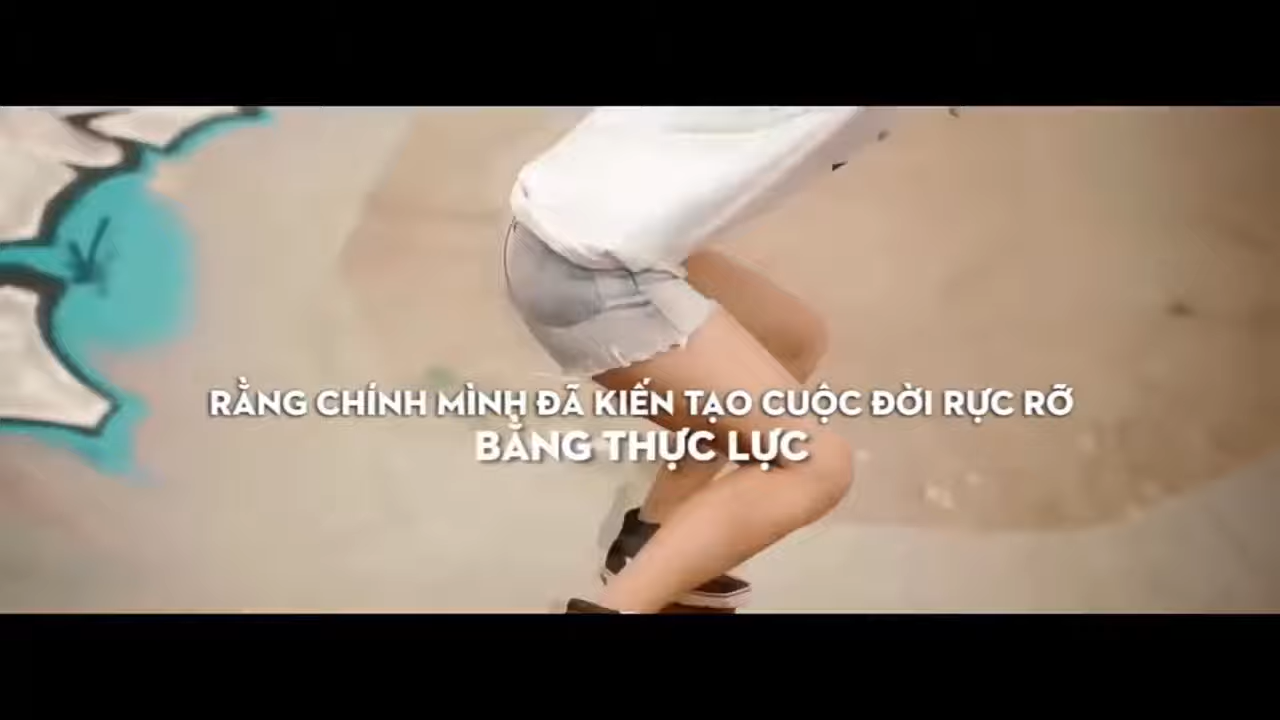 RẰNG CHÍNH MÌNH ĐÃ KIẾN TẠO CUỘC ĐỜI RỰC RỠ
BẰNG THỰC LỰC